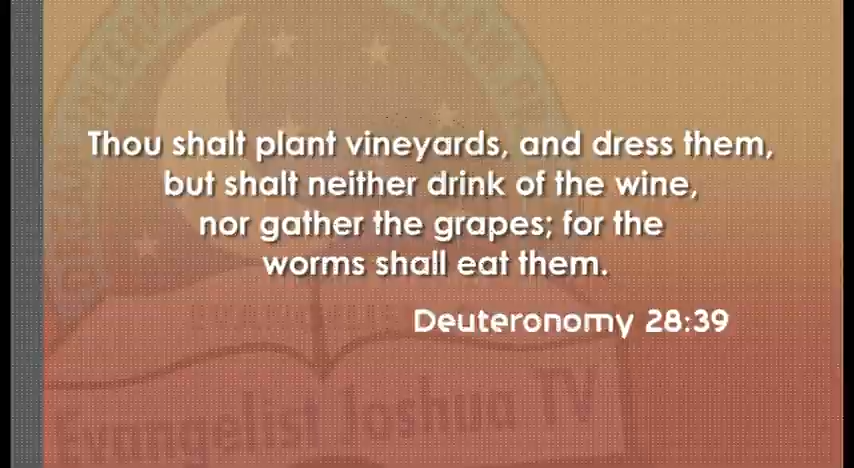 Thou shalt plant vineyards, and dress them,
but shalt neither drink of the wine,
nor gather the grapes; for the
worms shall eat them.
Deuteronomy 28:39
Evangelist Joshua TV